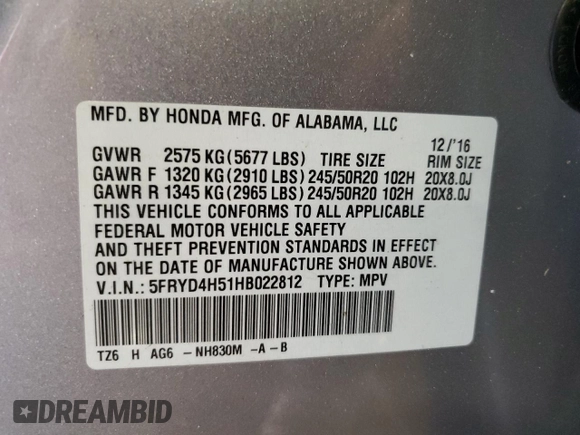 MFD. BY HONDA MFG. OF ALABAMA, LLC
12/'16
GVWR 2575 KG (5677 LBS) TIRE SIZE RIM SIZE
GAWR F 1320 KG (2910 LBS) 245/50R20 102H 20X8.0J
GAWR R 1345 KG (2965 LBS) 245/50R20 102H 20X8.0J
THIS VEHICLE CONFORMS TO ALL APPLICABLE
FEDERAL MOTOR VEHICLE SAFETY
AND THEFT PREVENTION STANDARDS IN EFFECT
ON THE DATE OF MANUFACTURE SHOWN ABOVE.
V.I.N.: 5FRYD4H51HB022812 TYPE: MPV
TZ6 H AG6 -NH830M -A-B
DREAMBID